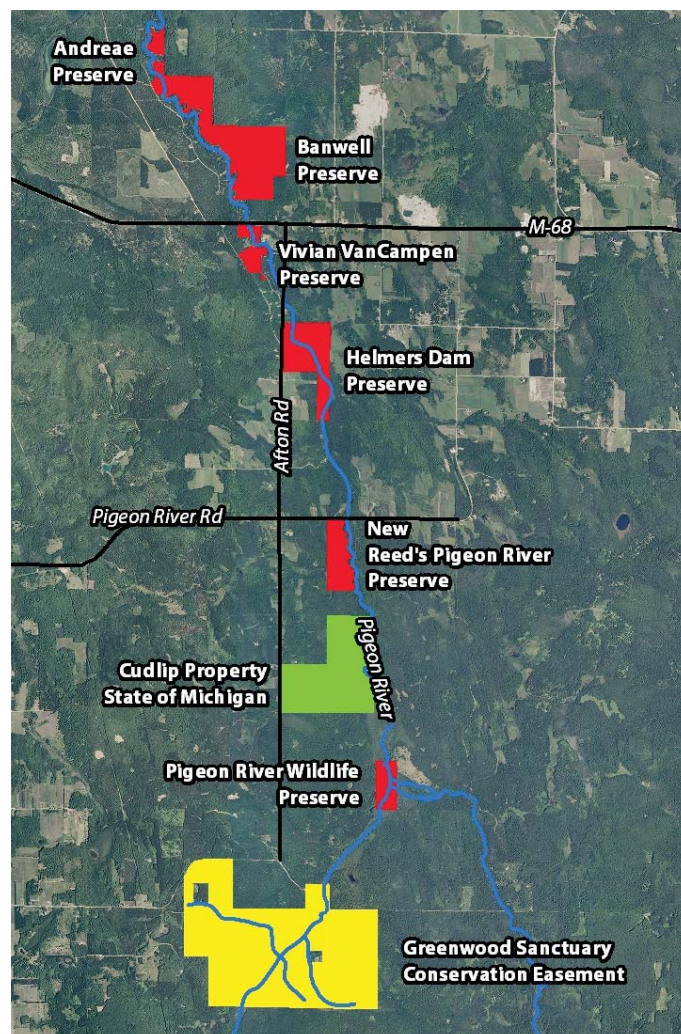 Andreae
Preserve
Banwell
Preserve
M-68
Vivian VanCampen
Preserve
Helmers Dam
Preserve
Afton Rd
Pigeon River Rd
New
Reed's Pigeon River
Preserve
Pigeon River
Cudlip Property
State of Michigan
Pigeon River Wildlife
Preserve
Greenwood Sanctuary
Conservation Easement